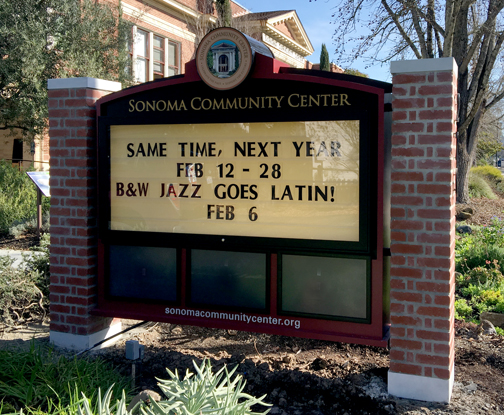 SONOMA COMMUNITY CENTER
SAME TIME, NEXT YEAR
FEB 12 - 28
B&W JAZZ GOES LATIN!
FEB 6
sonomacommunitycenter.org